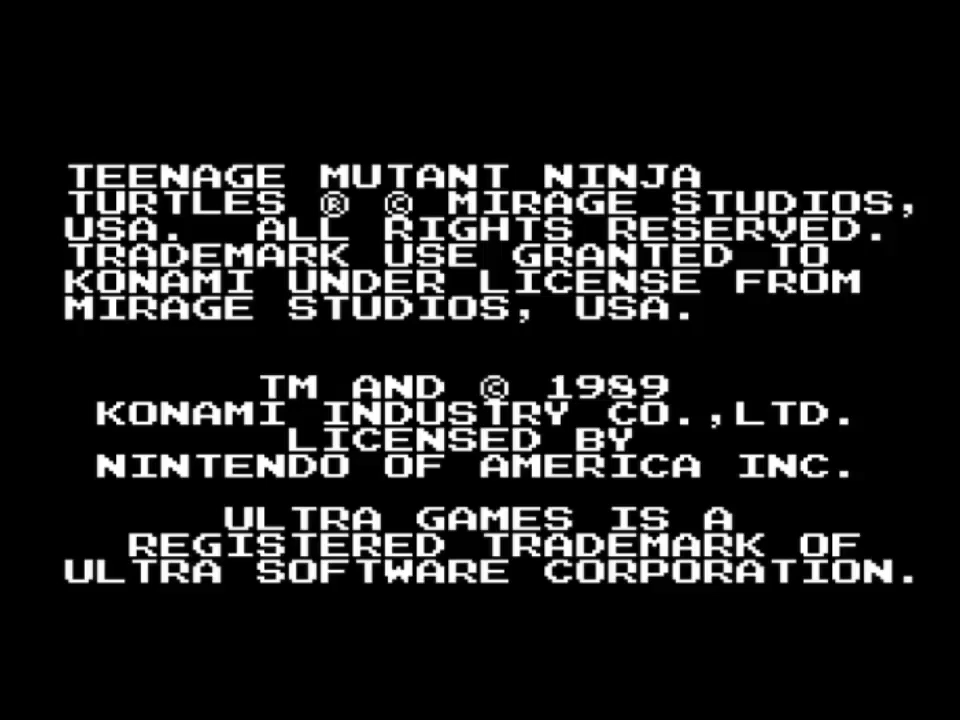 TEENAGE MUTANT NINJA
TURTLES ® © MIRAGE STUDIOS,
USA. ALL RIGHTS RESERVED.
TRADEMARK USE GRANTED TO
KONAMI UNDER LICENSE FROM
MIRAGE STUDIOS, USA.
TM AND © 1989
KONAMI INDUSTRY CO.,LTD.
LICENSED BY
NINTENDO OF AMERICA INC.
ULTRA GAMES IS A
REGISTERED TRADEMARK OF
ULTRA SOFTWARE CORPORATION.